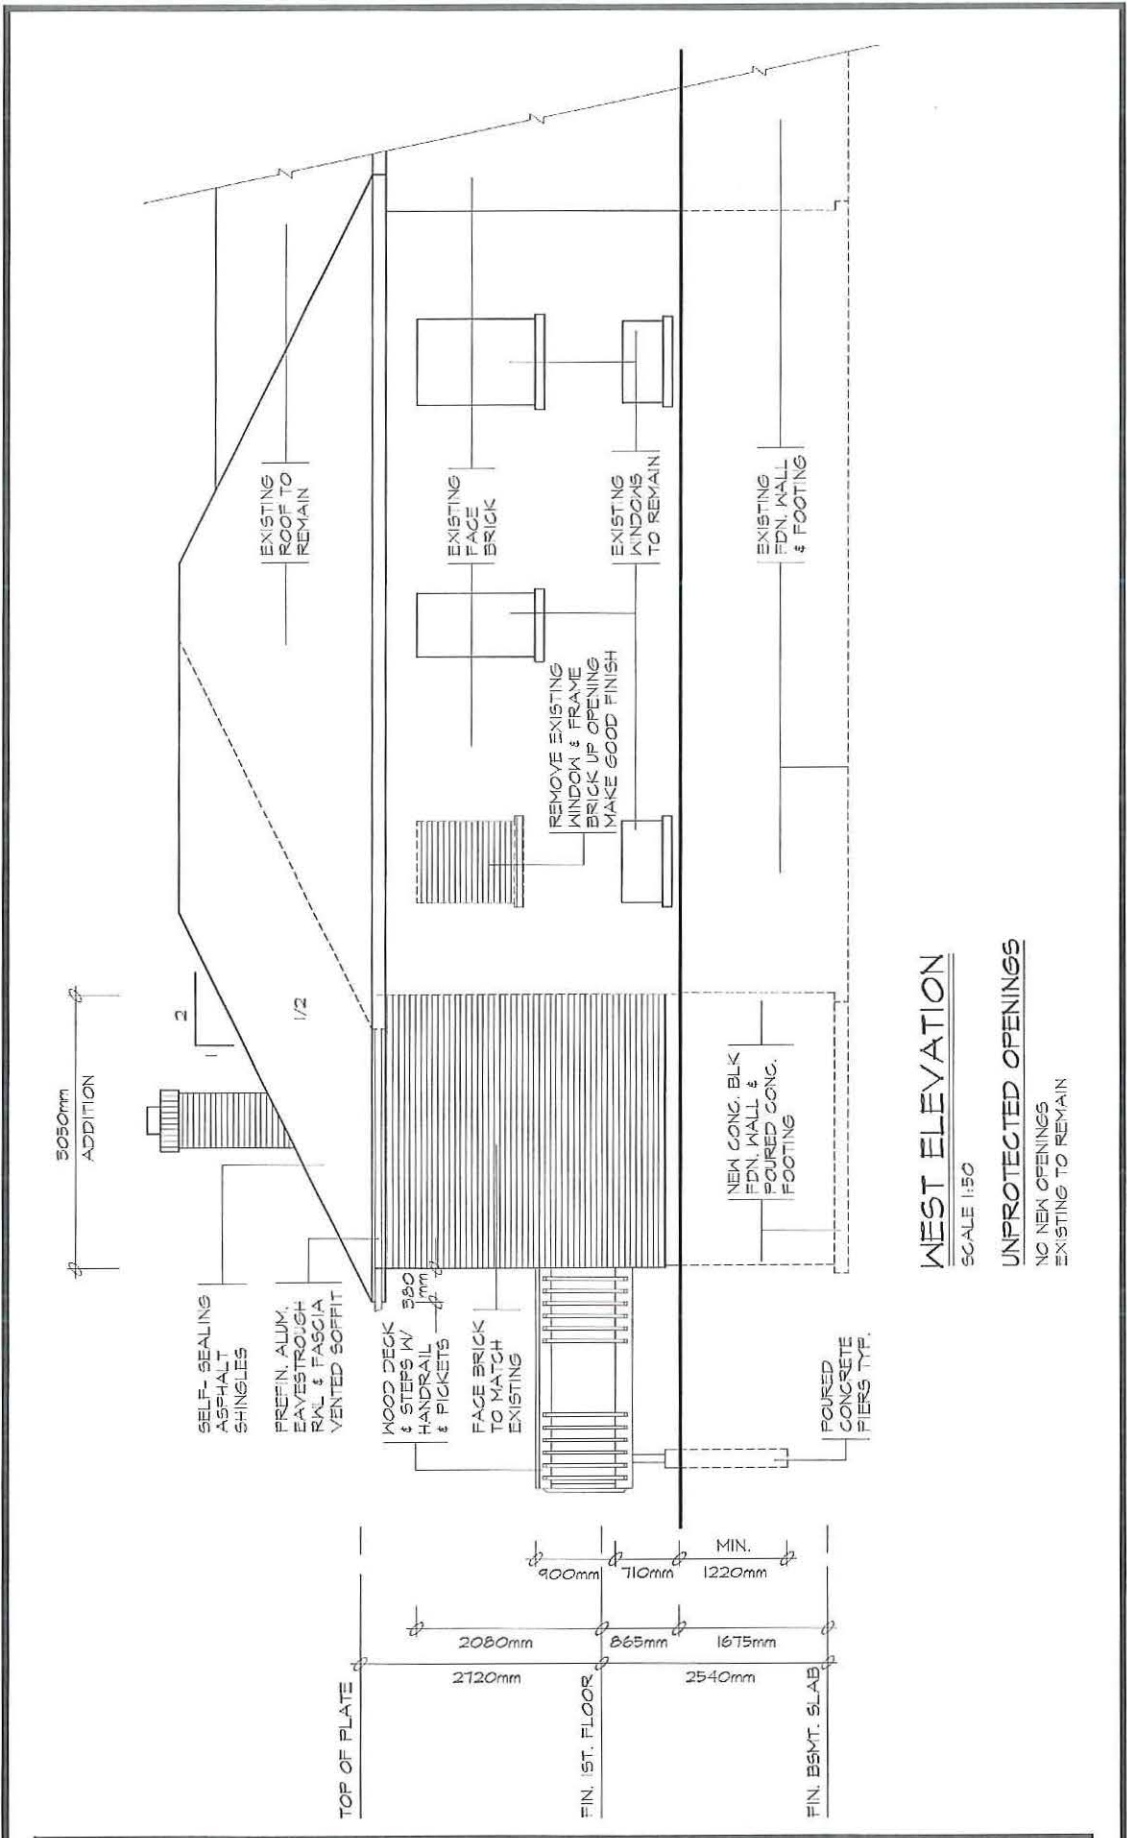 3050mm
ADDITION
2
1
1/2
SELF- SEALING
ASPHALT
SHINGLES
PREFIN. ALUM.
EAVESTROUGH
RWL & FASCIA
VENTED SOFFIT
WOOD DECK
& STEPS W/
HANDRAIL
& PICKETS
380
mm
FACE BRICK
TO MATCH
EXISTING
EXISTING
ROOF TO
REMAIN
EXISTING
FACE
BRICK
REMOVE EXISTING
WINDOW & FRAME
BRICK UP OPENING
MAKE GOOD FINISH
EXISTING
WINDOWS
TO REMAIN
EXISTING
FDN. WALL
& FOOTING
NEW CONC. BLK
FDN. WALL &
POURED CONC.
FOOTING
POURED
CONCRETE
PIERS TYP.
TOP OF PLATE
FIN. 1ST. FLOOR
FIN. BSMT. SLAB
900mm
710mm
MIN.
1220mm
2080mm
865mm
1675mm
2720mm
2540mm
WEST ELEVATION
SCALE 1:50
UNPROTECTED OPENINGS
NO NEW OPENINGS
EXISTING TO REMAIN